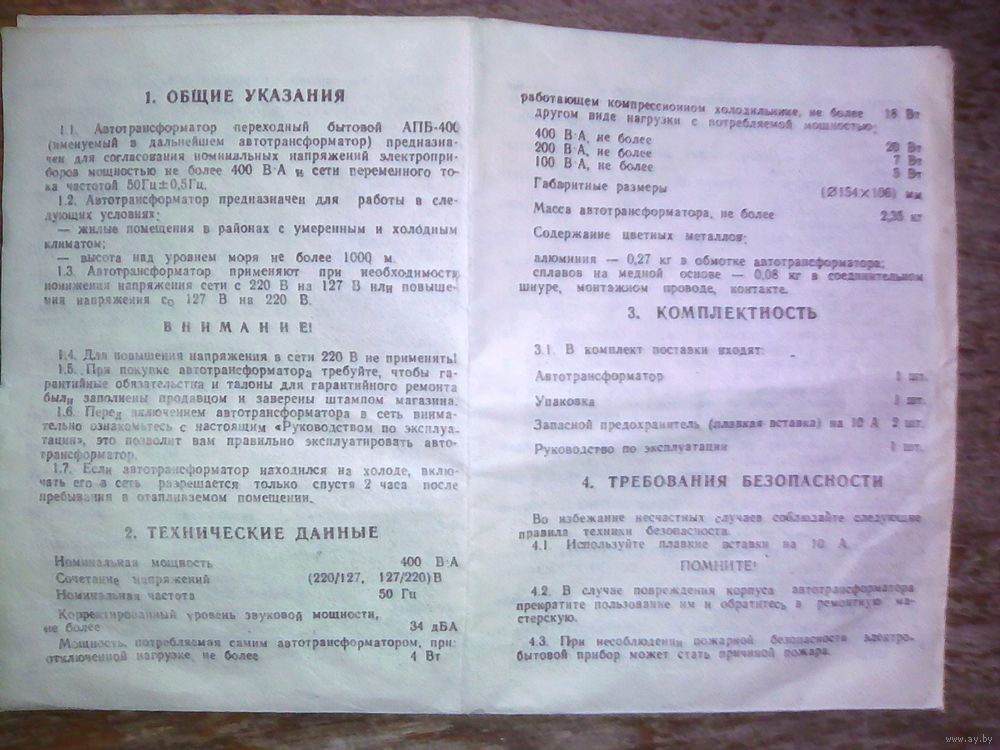 1. ОБЩИЕ УКАЗАНИЯ
1.1. Автотрансформатор переходный бытовой АПБ-400
(именуемый в дальнейшем автотрансформатор) предназна-
чен для согласования номинальных напряжений электропри-
боров мощностью не более 400 В·А и сети переменного то-
ка частотой 50Гц±0,5Гц.
1.2. Автотрансформатор предназначен для работы в сле-
дующих условиях:
— жилые помещения в районах с умеренным и холодным
климатом;
— высота над уровнем моря не более 1000 м.
1.3. Автотрансформатор применяют при необходимости
понижения напряжения сети с 220 В на 127 В или повыше-
ния напряжения со 127 В на 220 В.
ВНИМАНИЕ!
1.4. Для повышения напряжения в сети 220 В не применять!
1.5. При покупке автотрансформатора требуйте, чтобы га-
рантийные обязательства и талоны для гарантийного ремонта
были заполнены продавцом и заверены штампом магазина.
1.6. Перед включением автотрансформатора в сеть внима-
тельно ознакомьтесь с настоящим «Руководством по эксплуа-
тации», это позволит вам правильно эксплуатировать авто-
трансформатор.
1.7. Если автотрансформатор находился на холоде, вклю-
чать его в сеть разрешается только спустя 2 часа после
пребывания в отапливаемом помещении.
2. ТЕХНИЧЕСКИЕ ДАННЫЕ
Номинальная мощность 400 В·А
Сочетание напряжений (220/127, 127/220) В
Номинальная частота 50 Гц
Корректированный уровень звуковой мощности,
не более 34 дБА
Мощность, потребляемая самим автотрансформатором, при:
отключенной нагрузке, не более 4 Вт
работающем компрессионном холодильнике, не более 18 Вт
другом виде нагрузки с потребляемой мощностью:
400 В·А, не более 20 Вт
200 В·А, не более 7 Вт
100 В·А, не более 5 Вт
Габаритные размеры (Ø154×106) мм
Масса автотрансформатора, не более 2,35 кг
Содержание цветных металлов:
алюминия — 0,27 кг в обмотке автотрансформатора;
сплавов на медной основе — 0,08 кг в соединительном
шнуре, монтажном проводе, контакте.
3. КОМПЛЕКТНОСТЬ
3.1. В комплект поставки входят:
Автотрансформатор 1 шт.
Упаковка 1 шт.
Запасной предохранитель (плавкая вставка) на 10 А 2 шт.
Руководство по эксплуатации 1 шт.
4. ТРЕБОВАНИЯ БЕЗОПАСНОСТИ
Во избежание несчастных случаев соблюдайте следующие
правила техники безопасности.
4.1 Используйте плавкие вставки на 10 А.
ПОМНИТЕ!
4.2. В случае повреждения корпуса автотрансформатора
прекратите пользование им и обратитесь в ремонтную ма-
стерскую.
4.3. При несоблюдении пожарной безопасности электро-
бытовой прибор может стать причиной пожара.
www.ay.by